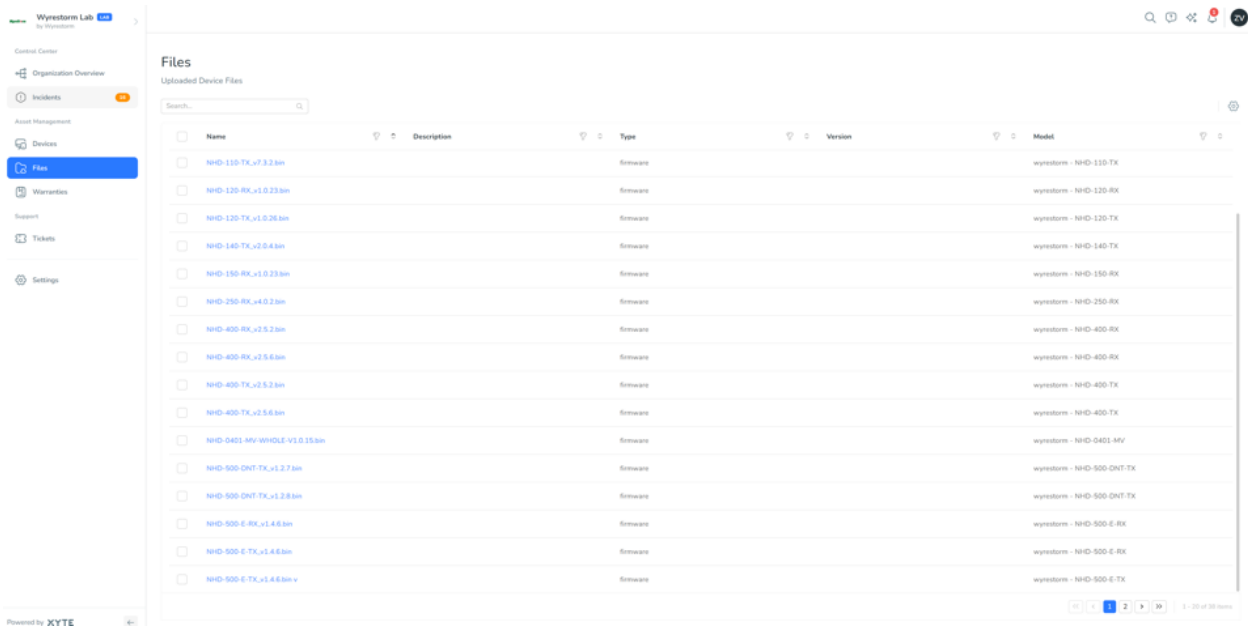 Wyrestorm Lab LAB
by Wyrestorm
Control Center
Organization Overview
Incidents
Asset Management
Devices
Files
Warranties
Support
Tickets
Settings
Powered by XYTE
ZV
Files
Uploaded Device Files
Search..
Name Description Type Version Model
NHD-110-TX_v7.3.2.bin firmware wyrestorm - NHD-110-TX
NHD-120-RX_v1.0.23.bin firmware wyrestorm - NHD-120-RX
NHD-120-TX_v1.0.26.bin firmware wyrestorm - NHD-120-TX
NHD-140-TX_v2.0.4.bin firmware wyrestorm - NHD-140-TX
NHD-150-RX_v1.0.23.bin firmware wyrestorm - NHD-150-RX
NHD-250-RX_v4.0.2.bin firmware wyrestorm - NHD-250-RX
NHD-400-RX_v2.5.2.bin firmware wyrestorm - NHD-400-RX
NHD-400-RX_v2.5.6.bin firmware wyrestorm - NHD-400-RX
NHD-400-TX_v2.5.2.bin firmware wyrestorm - NHD-400-TX
NHD-400-TX_v2.5.6.bin firmware wyrestorm - NHD-400-TX
NHD-0401-MV-WHOLE-V1.0.15.bin firmware wyrestorm - NHD-0401-MV
NHD-500-DNT-TX_v1.2.7.bin firmware wyrestorm - NHD-500-DNT-TX
NHD-500-DNT-TX_v1.2.8.bin firmware wyrestorm - NHD-500-DNT-TX
NHD-500-E-RX_v1.4.6.bin firmware wyrestorm - NHD-500-E-RX
NHD-500-E-TX_v1.4.6.bin firmware wyrestorm - NHD-500-E-RX
NHD-500-E-TX_v1.4.6.bin-v firmware wyrestorm - NHD-500-E-TX
1 2 1 - 20 of 36 items